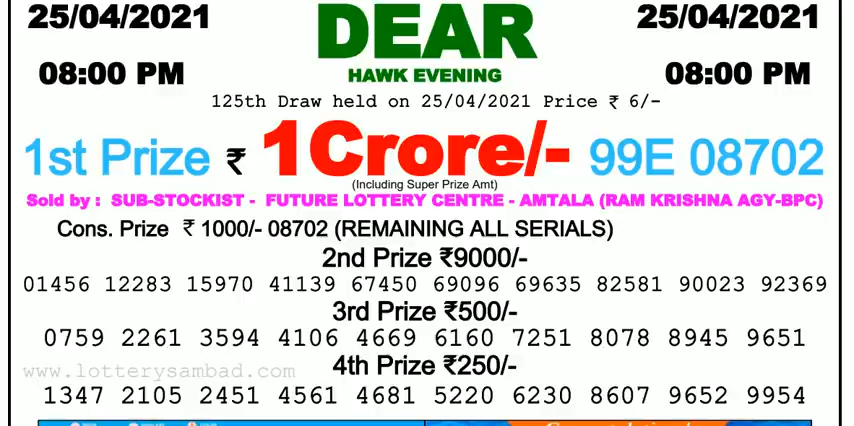 25/04/2021 DEAR 25/04/2021
08:00 PM HAWK EVENING 08:00 PM
125th Draw held on 25/04/2021 Price ₹ 6/-
1st Prize ₹ 1Crore/- 99E 08702
(Including Super Prize Amt)
Sold by : SUB-STOCKIST - FUTURE LOTTERY CENTRE - AMTALA (RAM KRISHNA AGY-BPC)
Cons. Prize ₹ 1000/- 08702 (REMAINING ALL SERIALS)
2nd Prize ₹9000/-
01456 12283 15970 41139 67450 69096 69635 82581 90023 92369
3rd Prize ₹500/-
0759 2261 3594 4106 4669 6160 7251 8078 8945 9651
4th Prize ₹250/-
www.lotterysambad.com
1347 2105 2451 4561 4681 5220 6230 8607 9652 9954